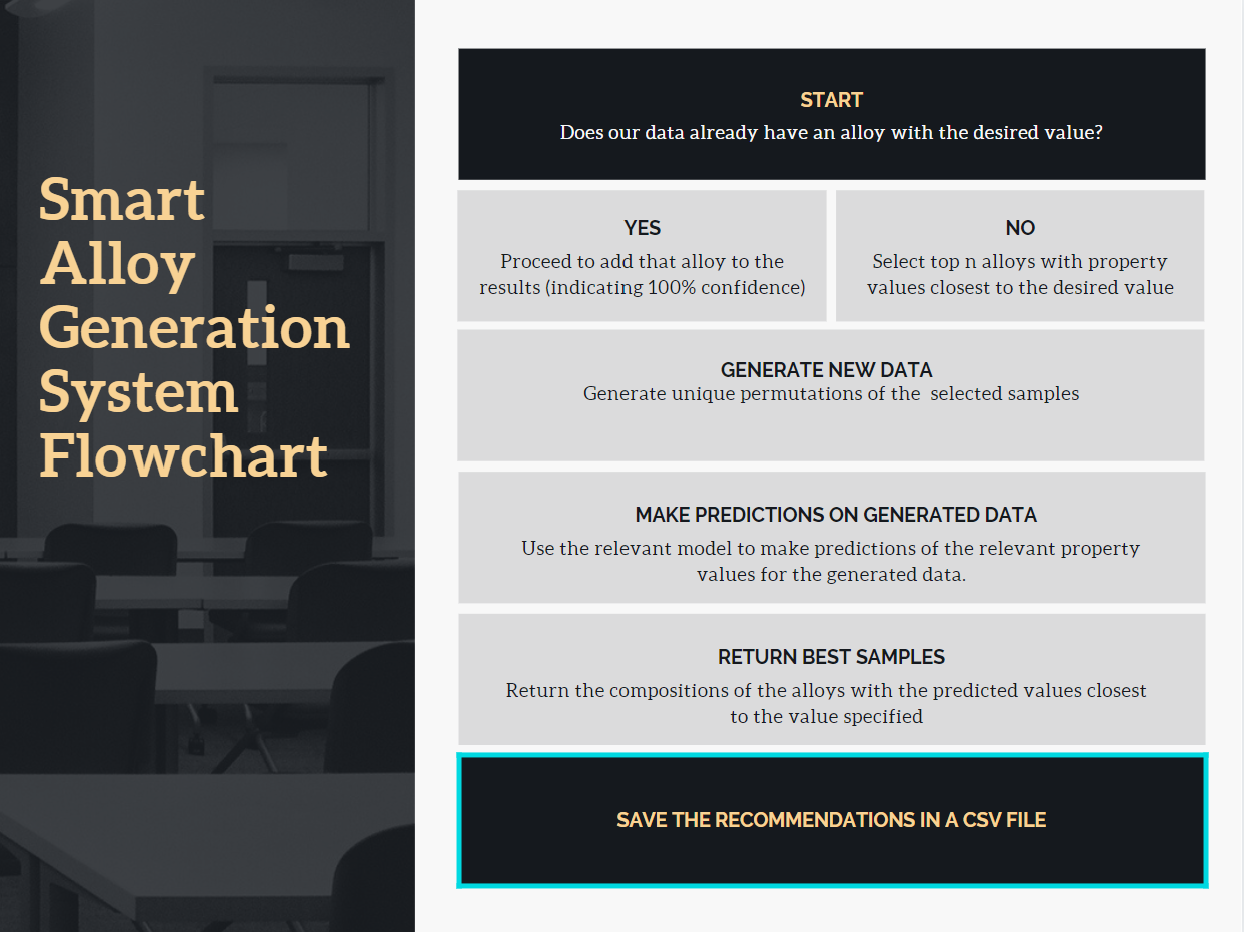 Smart
Alloy
Generation
System
Flowchart
START
Does our data already have an alloy with the desired value?
YES
Proceed to add that alloy to the
results (indicating 100% confidence)
NO
Select top n alloys with property
values closest to the desired value
GENERATE NEW DATA
Generate unique permutations of the  selected samples
MAKE PREDICTIONS ON GENERATED DATA
Use the relevant model to make predictions of the relevant property
values for the generated data.
RETURN BEST SAMPLES
Return the compositions of the alloys with the predicted values closest
to the value specified
SAVE THE RECOMMENDATIONS IN A CSV FILE